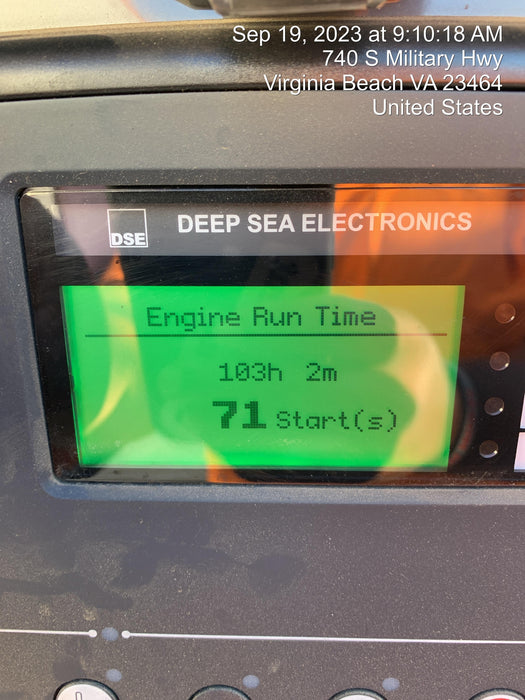 Sep 19, 2023 at 9:10:18 AM
740 S Military Hwy
Virginia Beach VA 23464
United States
DSE DEEP SEA ELECTRONICS
Engine Run Time
103h 2m
71 Start(s)